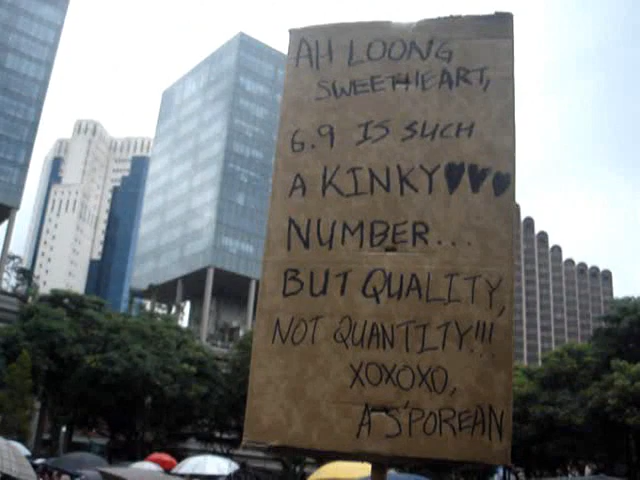 AH LOONG
SWEETHEART,
6.9 IS SUCH
A KINKY♥♥♥
NUMBER...
BUT QUALITY,
NOT QUANTITY!!!
XOXOXO,
A S'POREAN